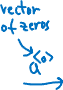 vector
of zeros
a<0>